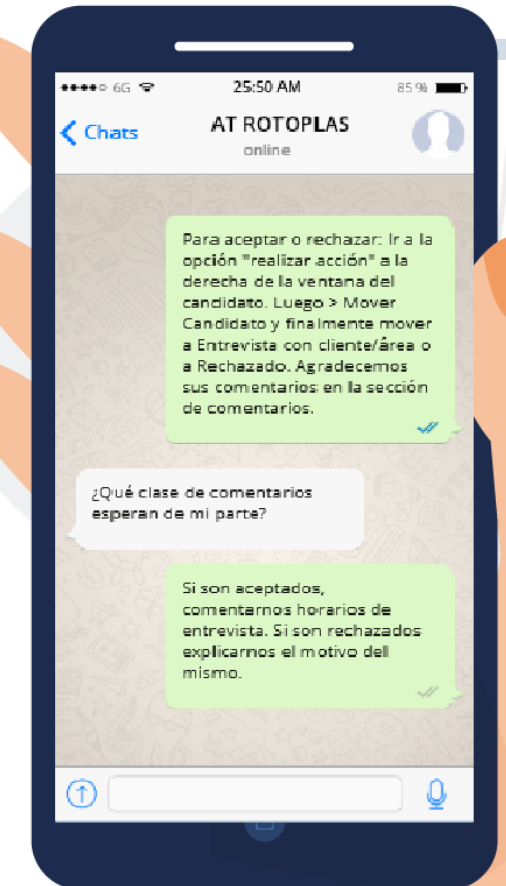 6G 25:50 AM 85%
Chats AT ROTOPLAS
online
Para aceptar o rechazar: Ir a la
opción "realizar acción" a la
derecha de la ventana del
candidato. Luego > Mover
Candidato y finalmente mover
a Entrevista con cliente/área o
a Rechazado. Agradecemos
sus comentarios en la sección
de comentarios.
¿Qué clase de comentarios
esperan de mi parte?
Si son aceptados,
comentarnos horarios de
entrevista. Si son rechazados
explicarnos el motivo del
mismo.